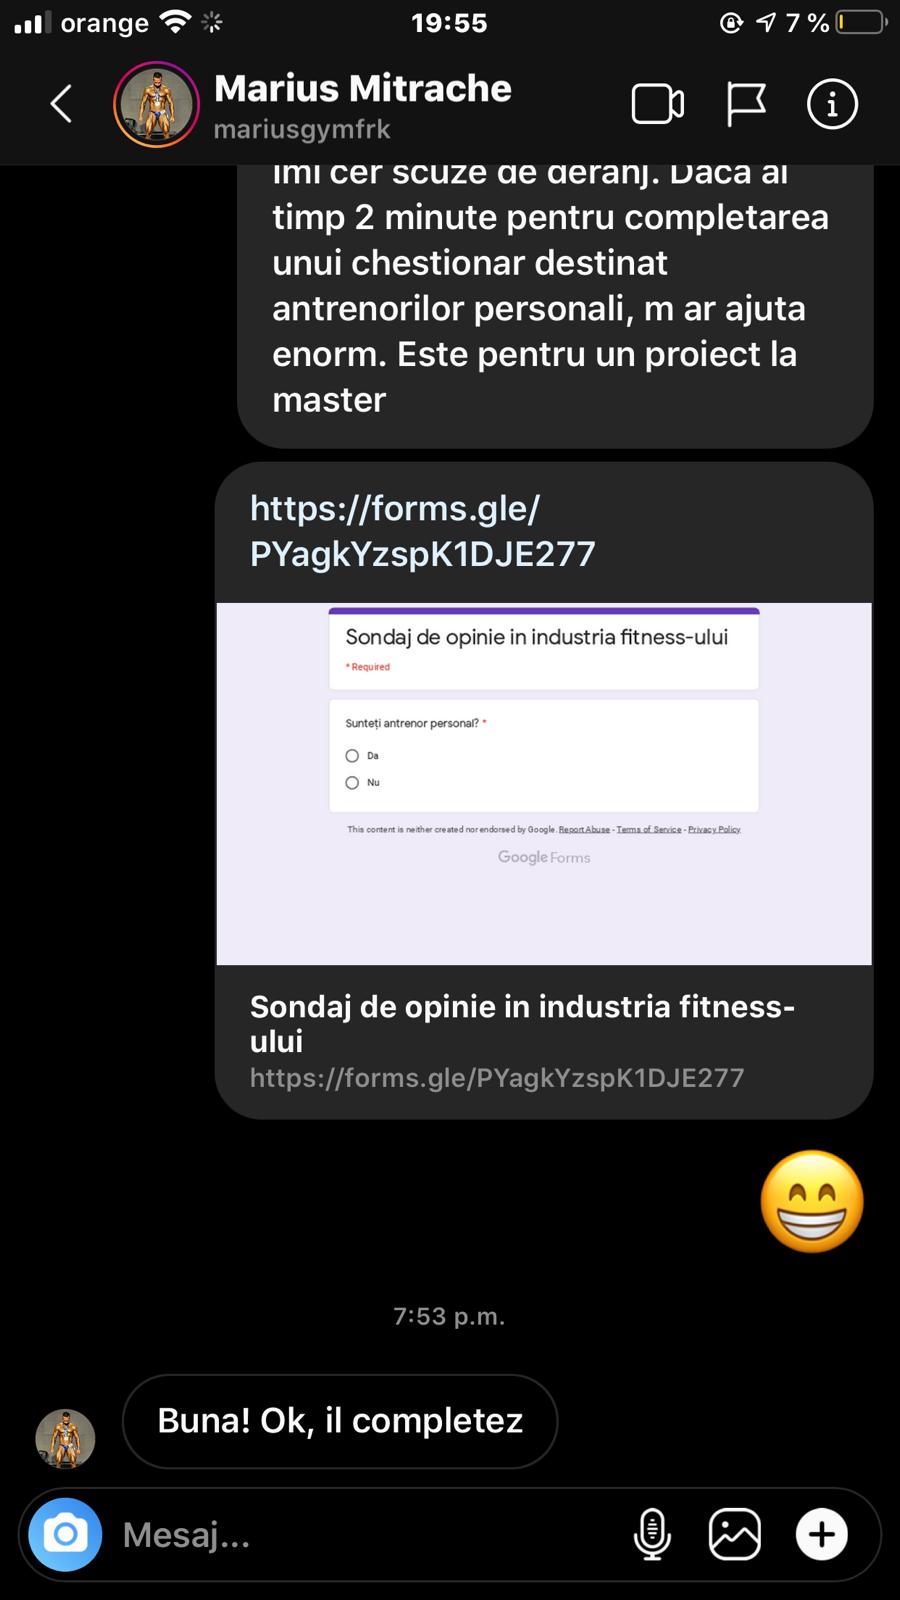 orange
19:55
7 %
Marius Mitrache
mariusgymfrk
Imi cer scuze de deranj. Daca ai
timp 2 minute pentru completarea
unui chestionar destinat
antrenorilor personali, m ar ajuta
enorm. Este pentru un proiect la
master
https://forms.gle/
PYagkYzspK1DJE277
Sondaj de opinie in industria fitness-ului
* Required
Sunteți antrenor personal? *
Da
Nu
This content is neither created nor endorsed by Google. Report Abuse - Terms of Service - Privacy Policy
Google Forms
Sondaj de opinie in industria fitness-
ului
https://forms.gle/PYagkYzspK1DJE277
7:53 p.m.
Buna! Ok, il completez
Mesaj...